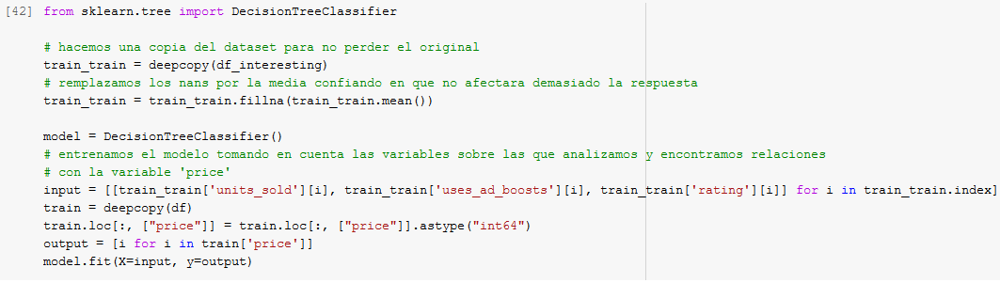 [42] from sklearn.tree import DecisionTreeClassifier
# hacemos una copia del dataset para no perder el original
train_train = deepcopy(df_interesting)
# remplazamos los nans por la media confiando en que no afectara demasiado la respuesta
train_train = train_train.fillna(train_train.mean())
model = DecisionTreeClassifier()
# entrenamos el modelo tomando en cuenta las variables sobre las que analizamos y encontramos relaciones
# con la variable 'price'
input = [[train_train['units_sold'][i], train_train['uses_ad_boosts'][i], train_train['rating'][i]] for i in train_train.index]
train = deepcopy(df)
train.loc[:, ["price"]] = train.loc[:, ["price"]].astype("int64")
output = [i for i in train['price']]
model.fit(X=input, y=output)